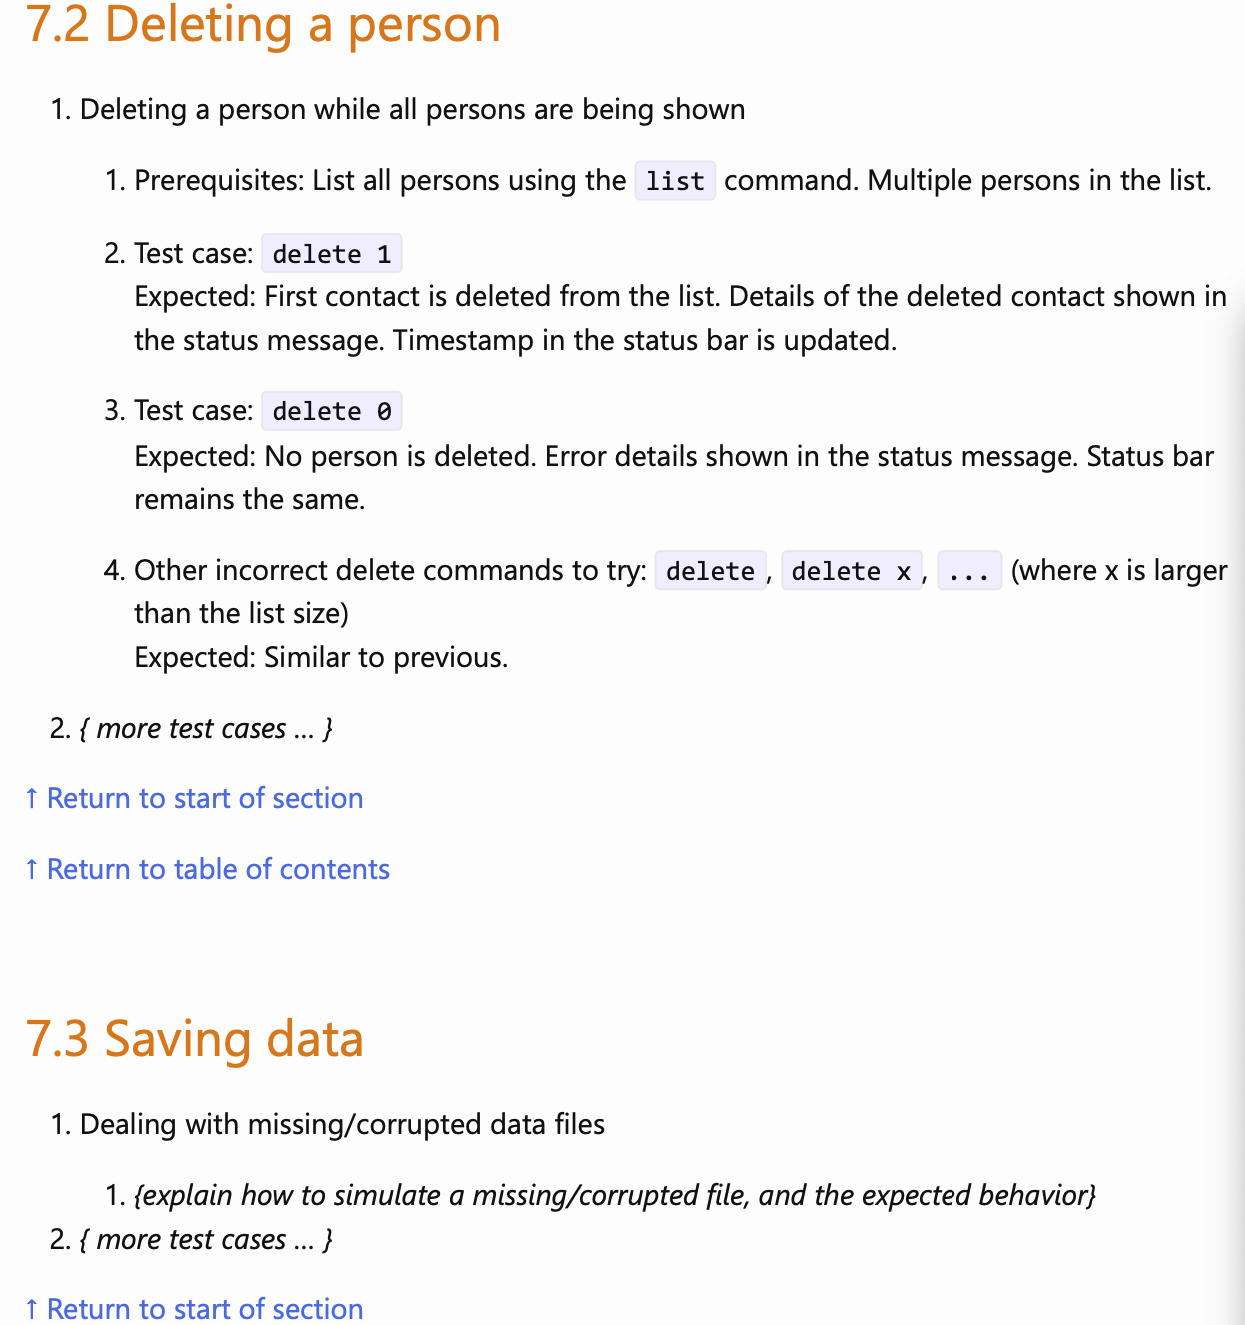 7.2 Deleting a person
1. Deleting a person while all persons are being shown
1. Prerequisites: List all persons using the list command. Multiple persons in the list.
2. Test case: delete 1
Expected: First contact is deleted from the list. Details of the deleted contact shown in
the status message. Timestamp in the status bar is updated.
3. Test case: delete 0
Expected: No person is deleted. Error details shown in the status message. Status bar
remains the same.
4. Other incorrect delete commands to try: delete, delete x, ... (where x is larger
than the list size)
Expected: Similar to previous.
2. { more test cases ... }
↑ Return to start of section
↑ Return to table of contents
7.3 Saving data
1. Dealing with missing/corrupted data files
1. {explain how to simulate a missing/corrupted file, and the expected behavior}
2. { more test cases ... }
↑ Return to start of section